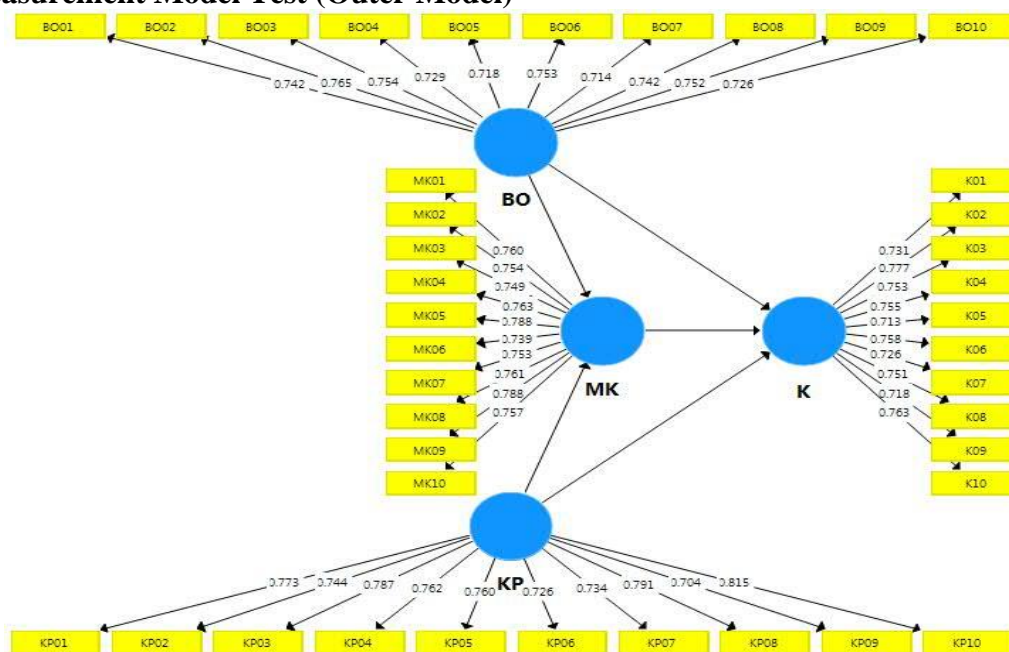 asurement Model Test (Outer Model)
BO01 BO02 BO03 BO04 BO05 BO06 BO07 BO08 BO09 BO10
0.742 0.765 0.754 0.729 0.718 0.753 0.714 0.742 0.752 0.726
BO
MK01
MK02
MK03
MK04
MK05
MK06
MK07
MK08
MK09
MK10
0.760
0.754
0.749
0.763
0.788
0.739
0.753
0.761
0.788
0.757
MK
K
0.731
0.777
0.753
0.755
0.713
0.758
0.726
0.751
0.718
0.763
K01
K02
K03
K04
K05
K06
K07
K08
K09
K10
KP
0.773 0.744 0.787 0.762 0.760 0.726 0.734 0.791 0.704 0.815
KP01 KP02 KP03 KP04 KP05 KP06 KP07 KP08 KP09 KP10